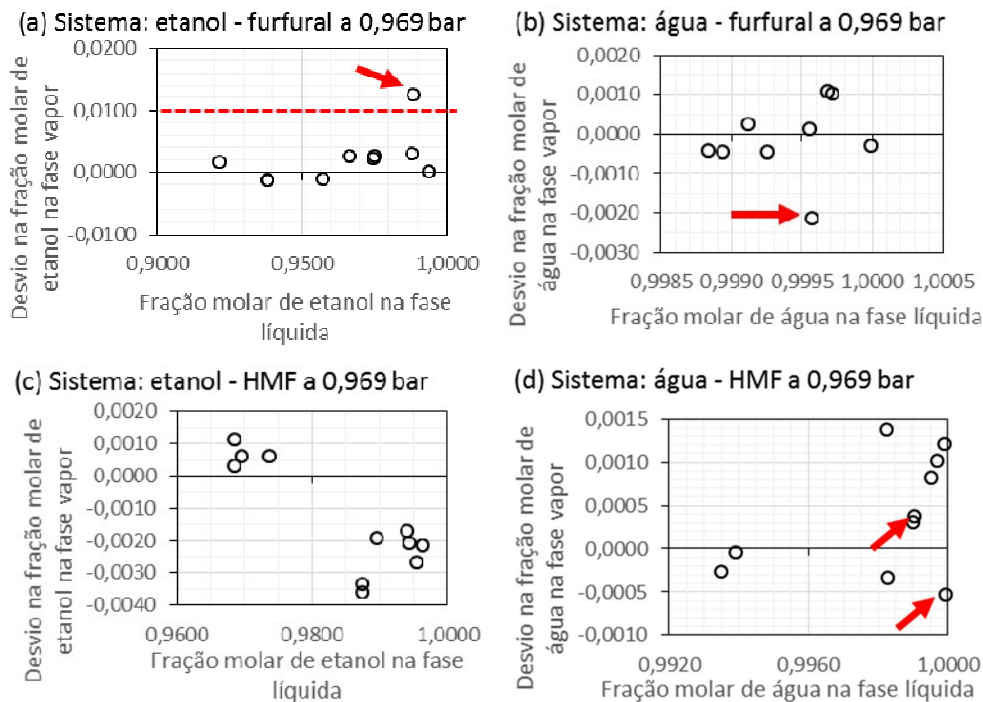 (a) Sistema: etanol - furfural a 0,969 bar
Desvio na fração molar de
etanol na fase vapor
0,0200
0,0100
0,0000
-0,0100
0,9000 0,9500 1,0000
Fração molar de etanol na fase
líquida
(b) Sistema: água - furfural a 0,969 bar
Desvio na fração molar de
água na fase vapor
0,0020
0,0010
0,0000
-0,0010
-0,0020
-0,0030
0,9985 0,9990 0,9995 1,0000 1,0005
Fração molar de água na fase líquida
(c) Sistema: etanol - HMF a 0,969 bar
Desvio na fração molar de
etanol na fase vapor
0,0020
0,0010
0,0000
-0,0010
-0,0020
-0,0030
-0,0040
0,9600 0,9800 1,0000
Fração molar de etanol na fase
líquida
(d) Sistema: água - HMF a 0,969 bar
Desvio na fração molar de
água na fase vapor
0,0015
0,0010
0,0005
0,0000
-0,0005
-0,0010
0,9920 0,9960 1,0000
Fração molar de água na fase líquida